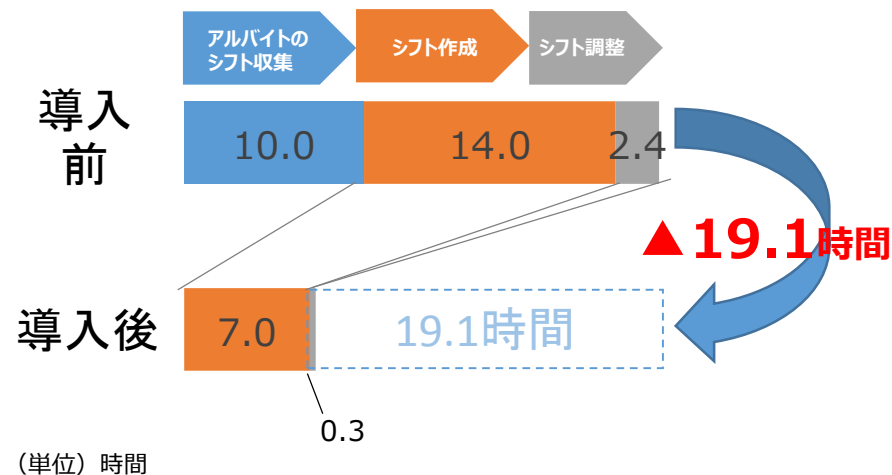 アルバイトの
シフト収集
シフト作成
シフト調整
導入
前
10.0
14.0
2.4
▲19.1時間
導入後
7.0
19.1時間
0.3
（単位）時間